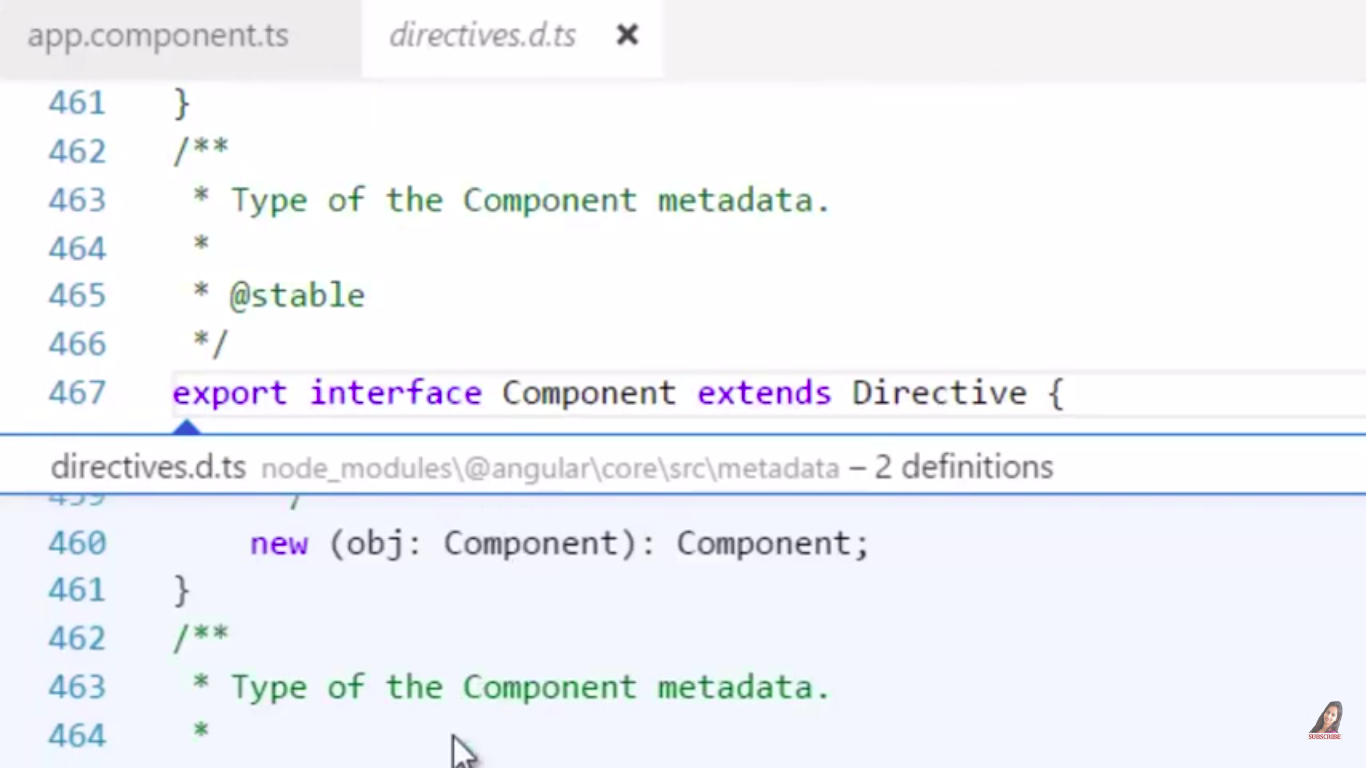 app.component.ts directives.d.ts ×
461 }
462 /**
463 * Type of the Component metadata.
464 *
465 * @stable
466 */
467 export interface Component extends Directive {
directives.d.ts node_modules\@angular\core\src\metadata – 2 definitions
459 */
460 new (obj: Component): Component;
461 }
462 /**
463 * Type of the Component metadata.
464 *
SUBSCRIBE